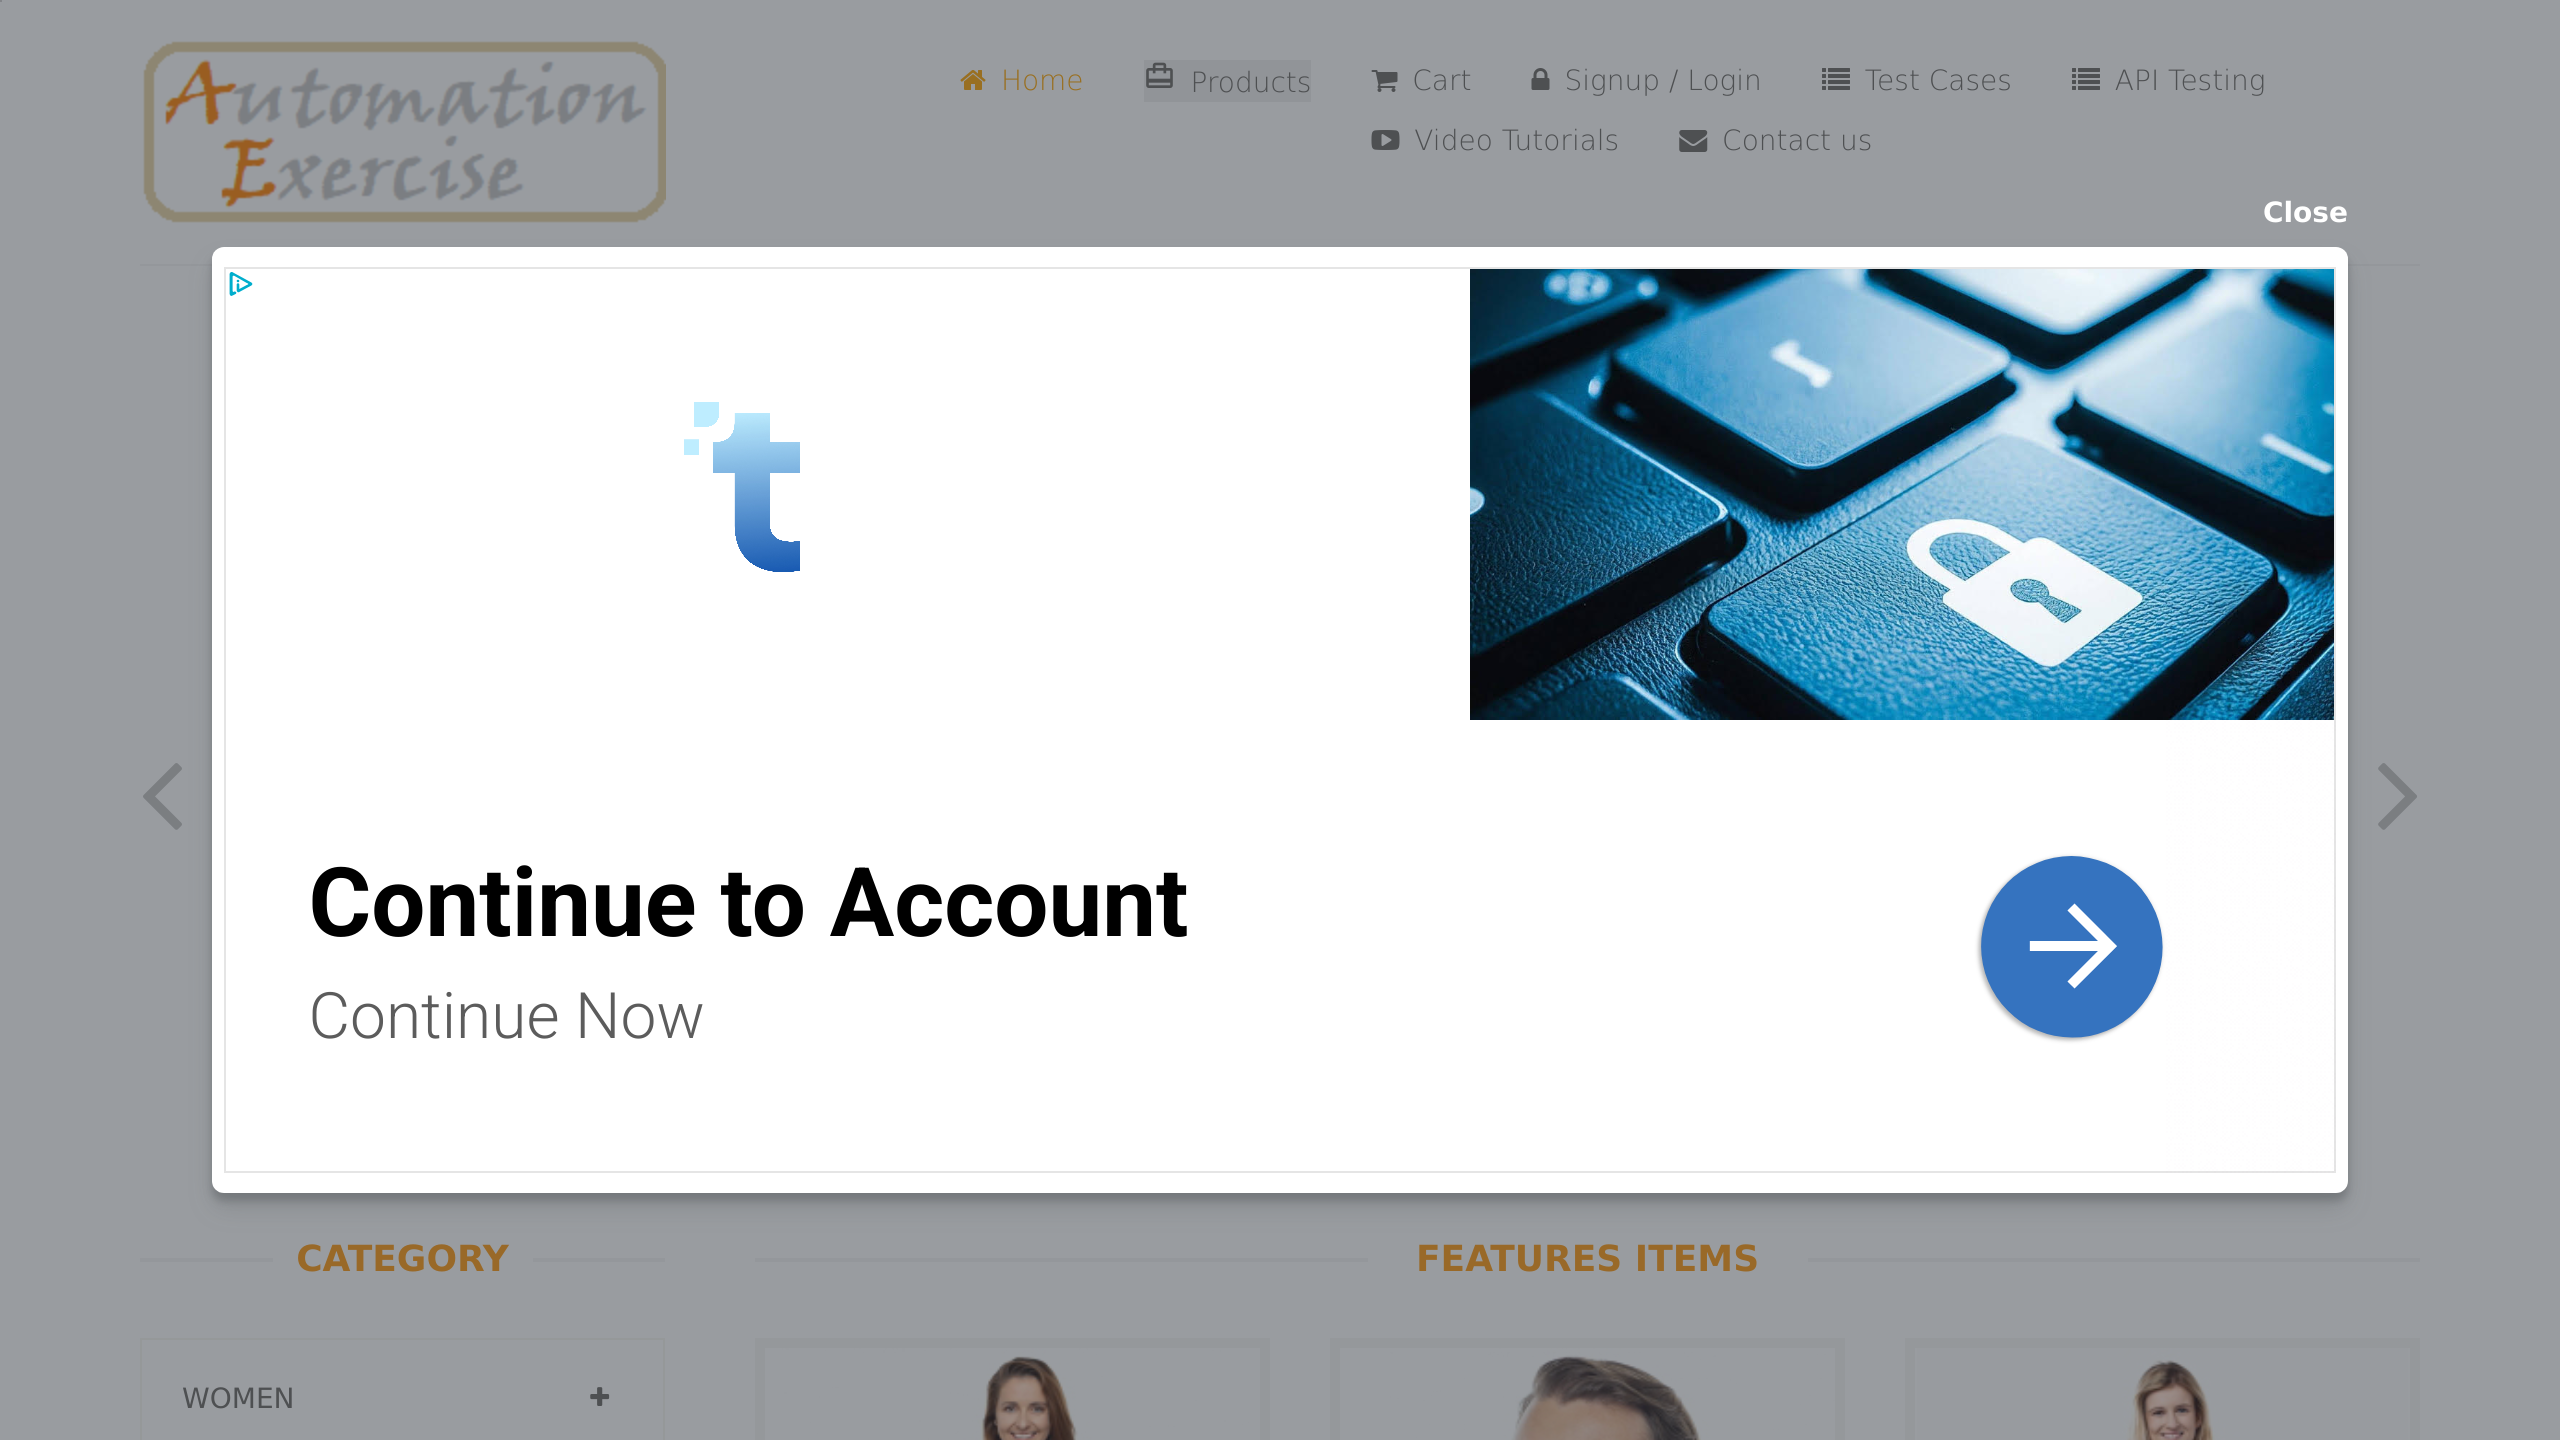 Automation
Exercise
Home
Products
Cart
Signup / Login
Test Cases
API Testing
Video Tutorials
Contact us
Close
t
Continue to Account
Continue Now
CATEGORY
FEATURES ITEMS
WOMEN